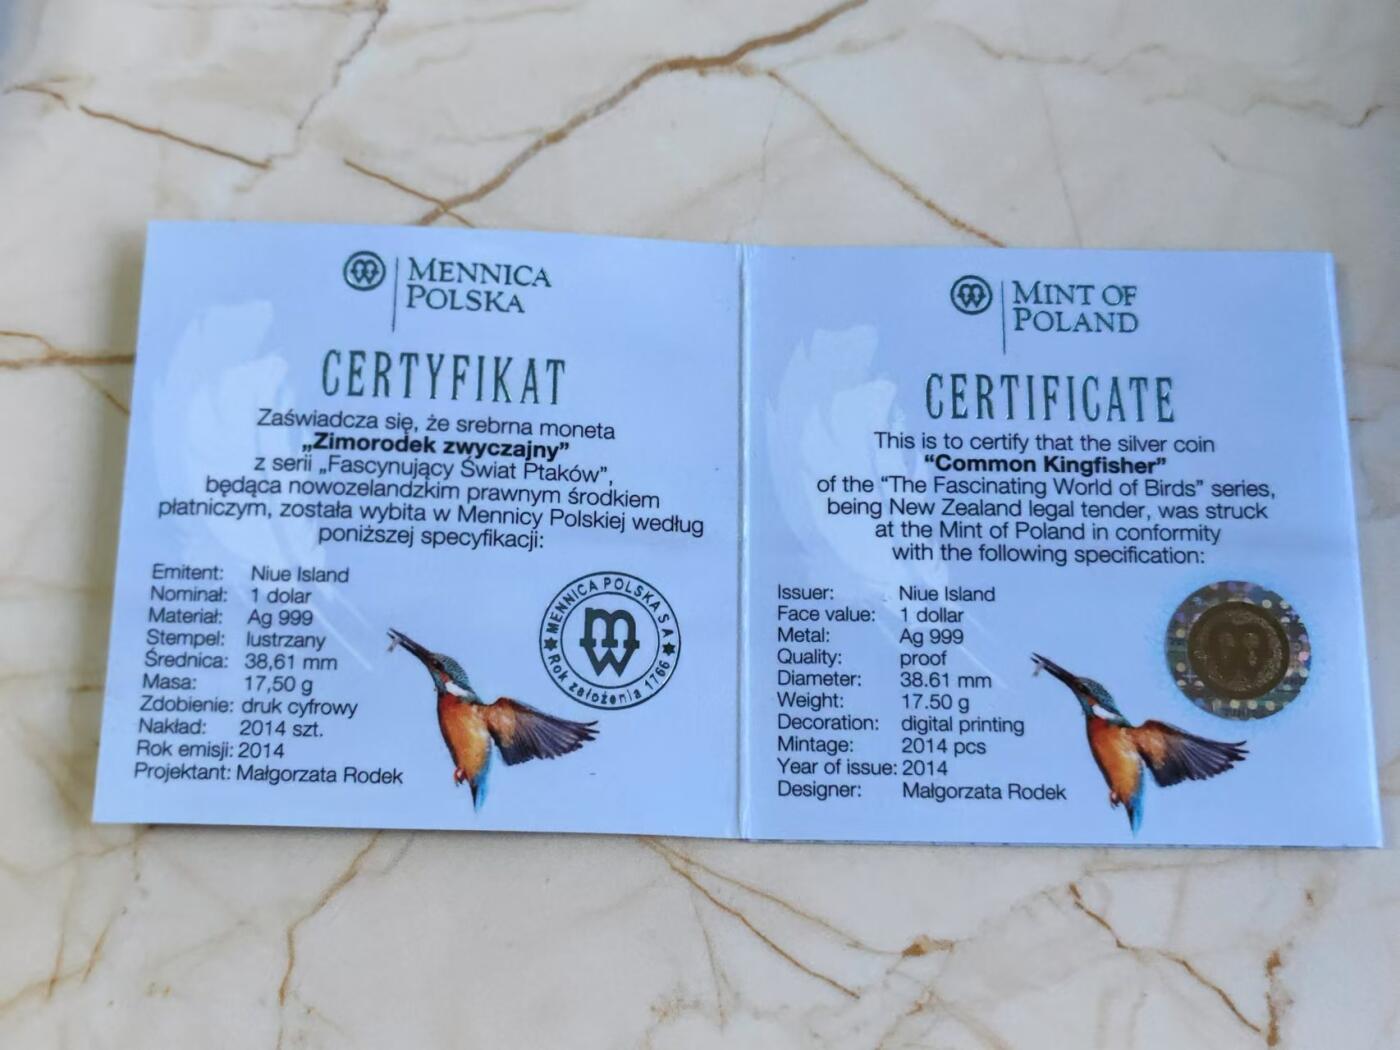 MENNICA
POLSKA
CERTYFIKAT
Zaświadcza się, że srebrna moneta
„Zimorodek zwyczajny”
z serii „Fascynujący Świat Ptaków”,
będąca nowozelandzkim prawnym środkiem
płatniczym, została wybita w Mennicy Polskiej według
poniższej specyfikacji:
Emitent: Niue Island
Nominał: 1 dolar
Materiał: Ag 999
Stempel: lustrzany
Średnica: 38,61 mm
Masa: 17,50 g
Zdobienie: druk cyfrowy
Nakład: 2014 szt.
Rok emisji: 2014
Projektant: Małgorzata Rodek
MENNICA POLSKA S A
Rok założenia 1766
MINT OF
POLAND
CERTIFICATE
This is to certify that the silver coin
“Common Kingfisher”
of the “The Fascinating World of Birds” series,
being New Zealand legal tender, was struck
at the Mint of Poland in conformity
with the following specification:
Issuer: Niue Island
Face value: 1 dollar
Metal: Ag 999
Quality: proof
Diameter: 38.61 mm
Weight: 17.50 g
Decoration: digital printing
Mintage: 2014 pcs
Year of issue: 2014
Designer: Małgorzata Rodek